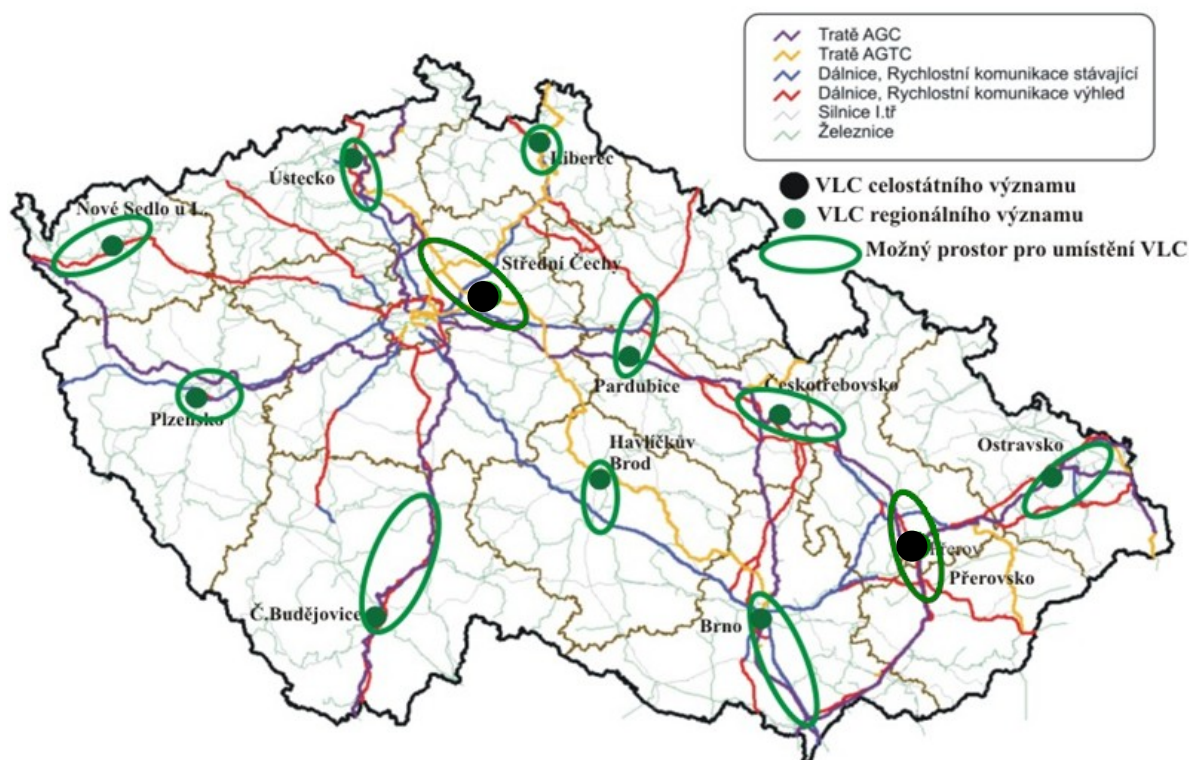 Tratě AGC
Tratě AGTC
Dálnice, Rychlostní komunikace stávající
Dálnice, Rychlostní komunikace výhled
Silnice I.tř
Železnice
VLC celostátního významu
VLC regionálního významu
Možný prostor pro umístění VLC
Liberec
Ústecko
Nové Sedlo u L.
Střední Čechy
Pardubice
Českotřebovsko
Plzeňsko
Havlíčkův
Brod
Ostravsko
Přerov
Přerovsko
Č.Budějovice
Brno